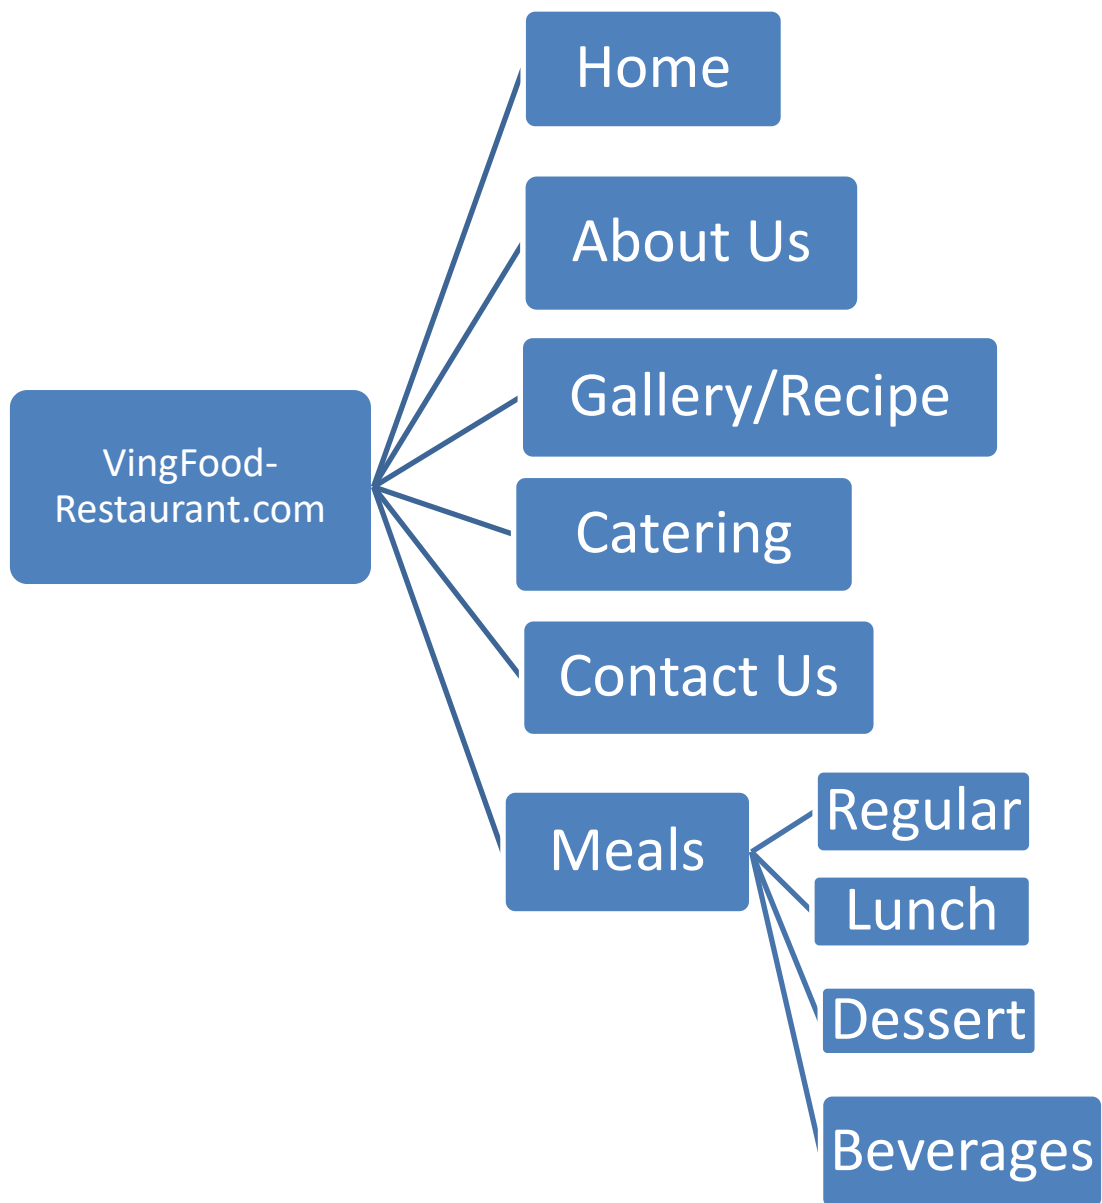 Home
About Us
Gallery/Recipe
VingFood-
Restaurant.com
Catering
Contact Us
Meals
Regular
Lunch
Dessert
Beverages